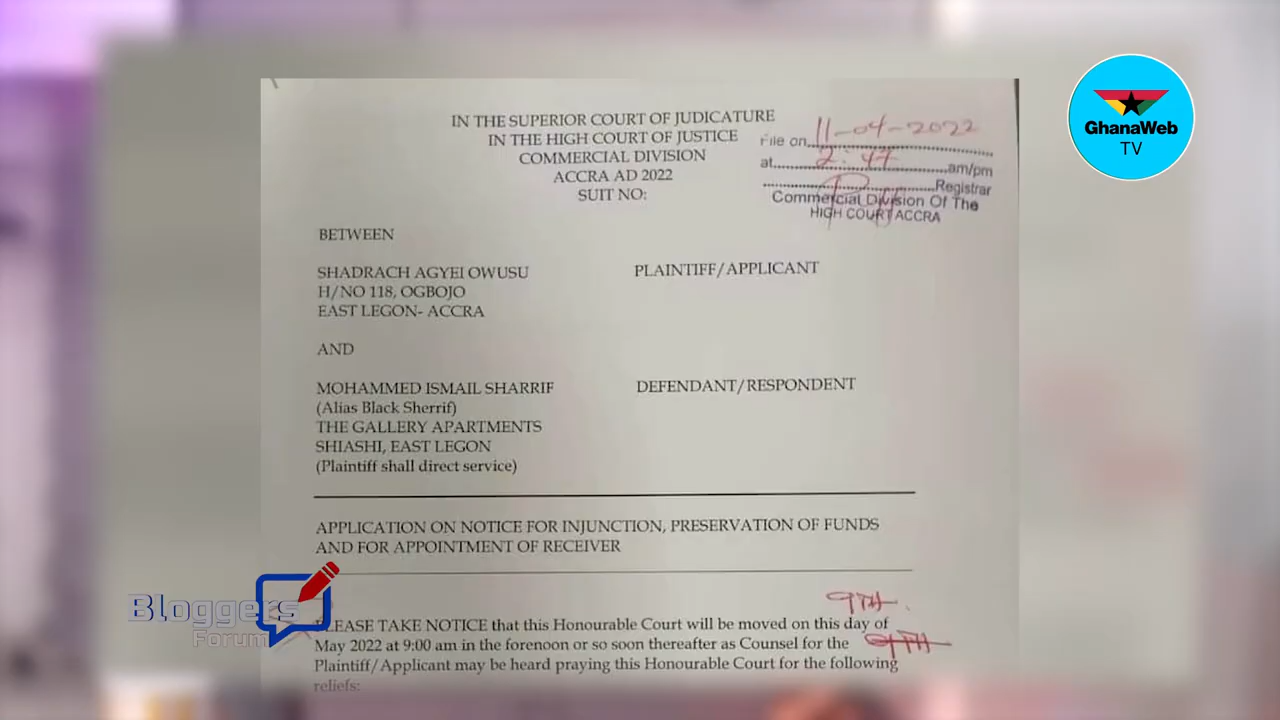 IN THE SUPERIOR COURT OF JUDICATURE
IN THE HIGH COURT OF JUSTICE
COMMERCIAL DIVISION
ACCRA AD 2022
SUIT NO:
File on 11-04-2022
at 2:47 am/pm
Registrar
Commercial Division Of The
HIGH COURT ACCRA
GhanaWeb
TV
BETWEEN
SHADRACH AGYEI OWUSU PLAINTIFF/APPLICANT
H/NO 118, OGBOJO
EAST LEGON- ACCRA
AND
MOHAMMED ISMAIL SHARRIF DEFENDANT/RESPONDENT
(Alias Black Sherrif)
THE GALLERY APARTMENTS
SHIASHI, EAST LEGON
(Plaintiff shall direct service)
APPLICATION ON NOTICE FOR INJUNCTION, PRESERVATION OF FUNDS
AND FOR APPOINTMENT OF RECEIVER
9TH
PLEASE TAKE NOTICE that this Honourable Court will be moved on this day of
May 2022 at 9:00 am in the forenoon or so soon thereafter as Counsel for the 9TH
Plaintiff/Applicant may be heard praying this Honourable Court for the following
reliefs:
Bloggers
Forum